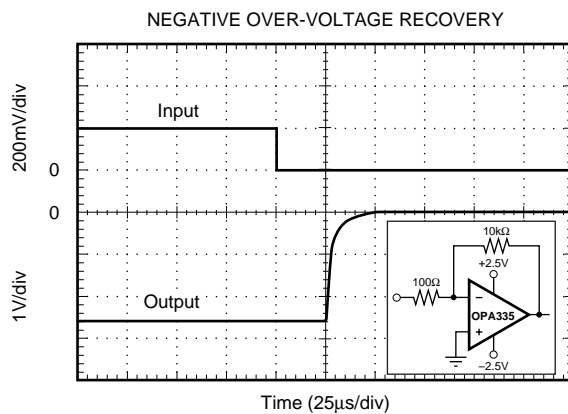 NEGATIVE OVER-VOLTAGE RECOVERY
200mV/div
Input
0
0
1V/div
Output
10kΩ
+2.5V
100Ω
−
OPA335
+
–2.5V
Time (25µs/div)